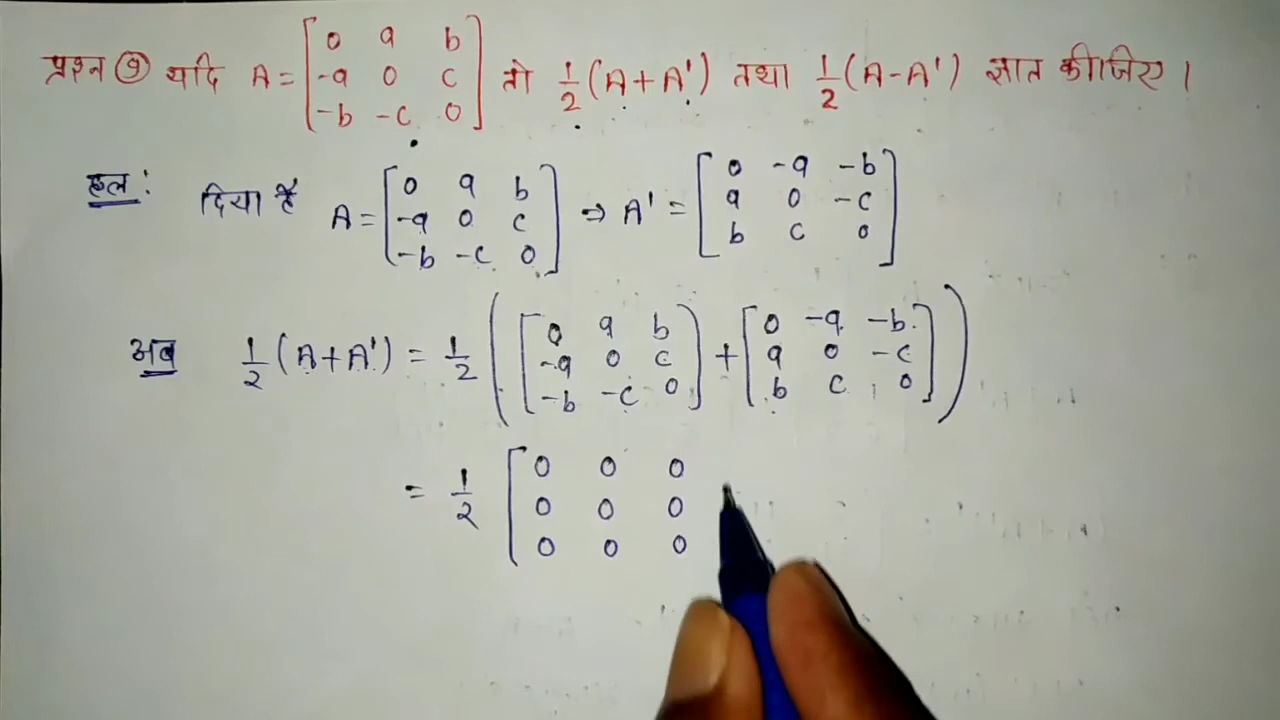 प्रश्न ⑨ यदि A = [0 a b; -a 0 c; -b -c 0] तो 1/2 (A + A') तथा 1/2 (A - A') ज्ञात कीजिए।
हल : दिया है A = [0 a b; -a 0 c; -b -c 0] ⇒ A' = [0 -a -b; a 0 -c; b c 0]
अब 1/2 (A + A') = 1/2 ([0 a b; -a 0 c; -b -c 0] + [0 -a -b; a 0 -c; b c 0])
= 1/2 [0 0 0; 0 0 0; 0 0 0